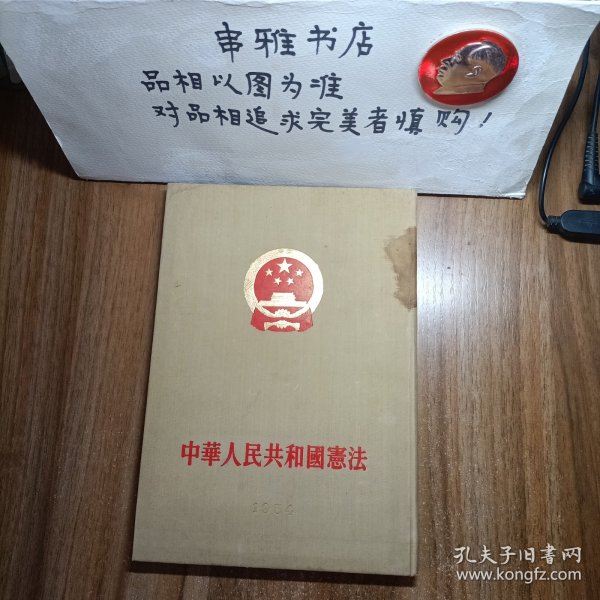 串雅书店
品相以图为准
对品相追求完美者慎购!
中華人民共和國憲法
1954
孔夫子旧书网
www.kongfz.com